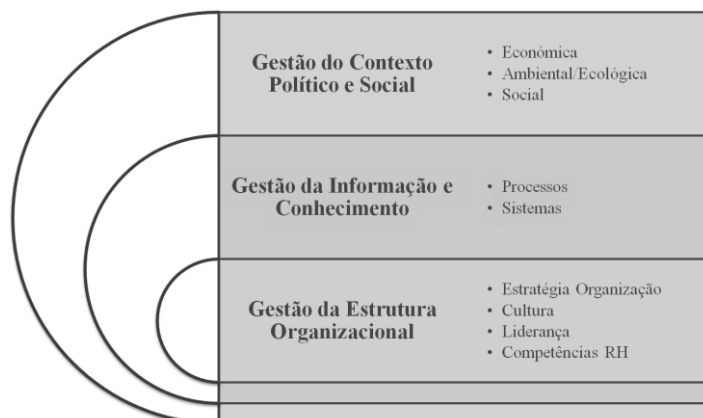 Gestão do Contexto
Político e Social
• Económica
• Ambiental/Ecológica
• Social
Gestão da Informação e
Conhecimento
• Processos
• Sistemas
Gestão da Estrutura
Organizacional
• Estratégia Organização
• Cultura
• Liderança
• Competências RH